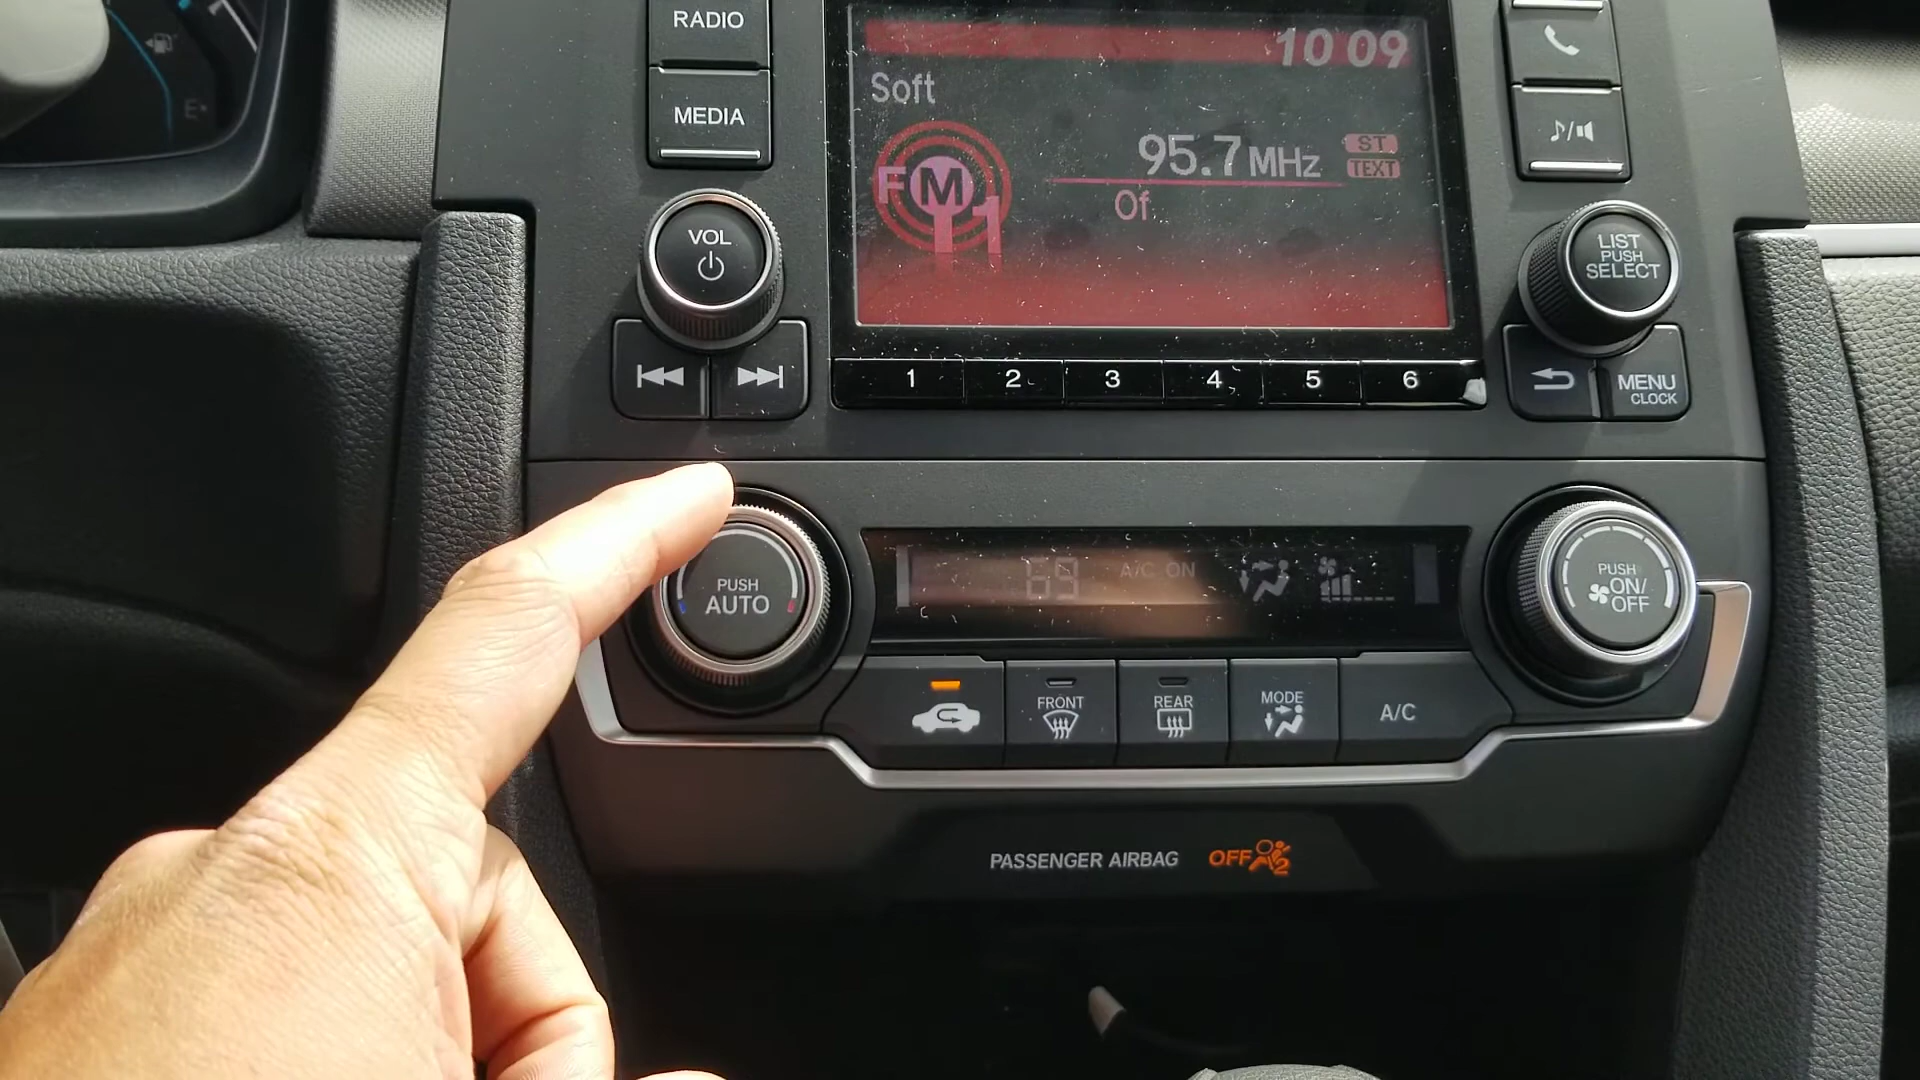 RADIO
MEDIA
VOL
10 09
Soft
95.7 MHz
ST
TEXT
FM
1
Of
LIST
PUSH
SELECT
1 2 3 4 5 6
MENU
CLOCK
PUSH
AUTO
69
A/C ON
PUSH
ON/
OFF
FRONT
REAR
MODE
A/C
PASSENGER AIRBAG OFF 2
E